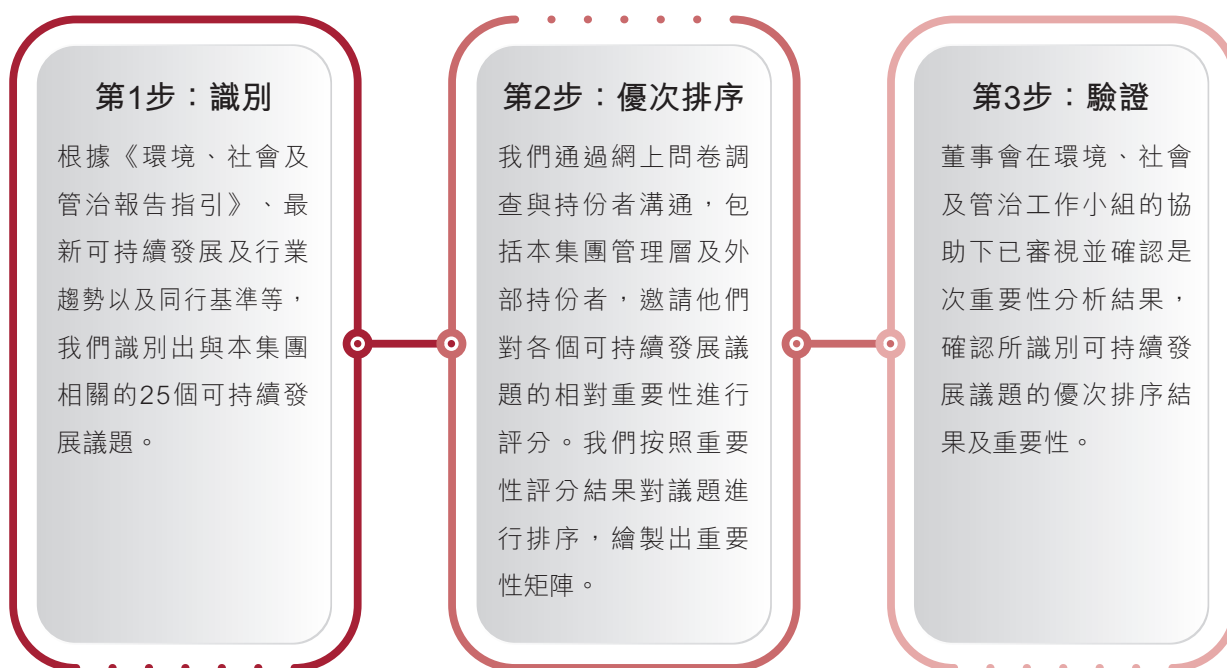 第1步：識別
根據《環境、社會及
管治報告指引》、最
新可持續發展及行業
趨勢以及同行基準等，
我們識別出與本集團
相關的25個可持續發
展議題。
第2步：優次排序
我們通過網上問卷調
查與持份者溝通，包
括本集團管理層及外
部持份者，邀請他們
對各個可持續發展議
題的相對重要性進行
評分。我們按照重要
性評分結果對議題進
行排序，繪製出重要
性矩陣。
第3步：驗證
董事會在環境、社會
及管治工作小組的協
助下已審視並確認是
次重要性分析結果，
確認所識別可持續發
展議題的優次排序結
果及重要性。